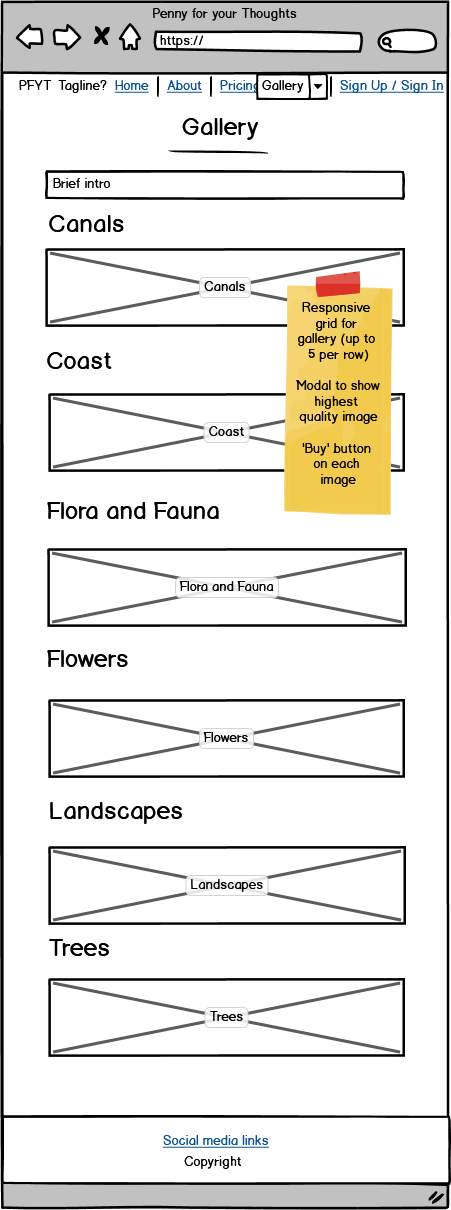 Penny for your Thoughts
https://
PFYT Tagline? Home About Pricing Gallery Sign Up / Sign In
Gallery
Brief intro
Canals
Canals
Responsive
grid for
gallery (up to
5 per row)
Modal to show
highest
quality image
'Buy' button
on each
image
Coast
Coast
Flora and Fauna
Flora and Fauna
Flowers
Flowers
Landscapes
Landscapes
Trees
Trees
Social media links
Copyright